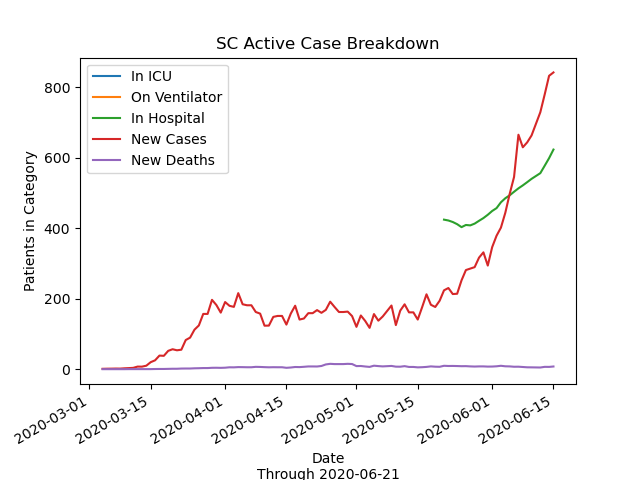 SC Active Case Breakdown
In ICU
On Ventilator
In Hospital
New Cases
New Deaths
Patients in Category
800
600
400
200
0
2020-03-01
2020-03-15
2020-04-01
2020-04-15
2020-05-01
2020-05-15
2020-06-01
2020-06-15
Date
Through 2020-06-21